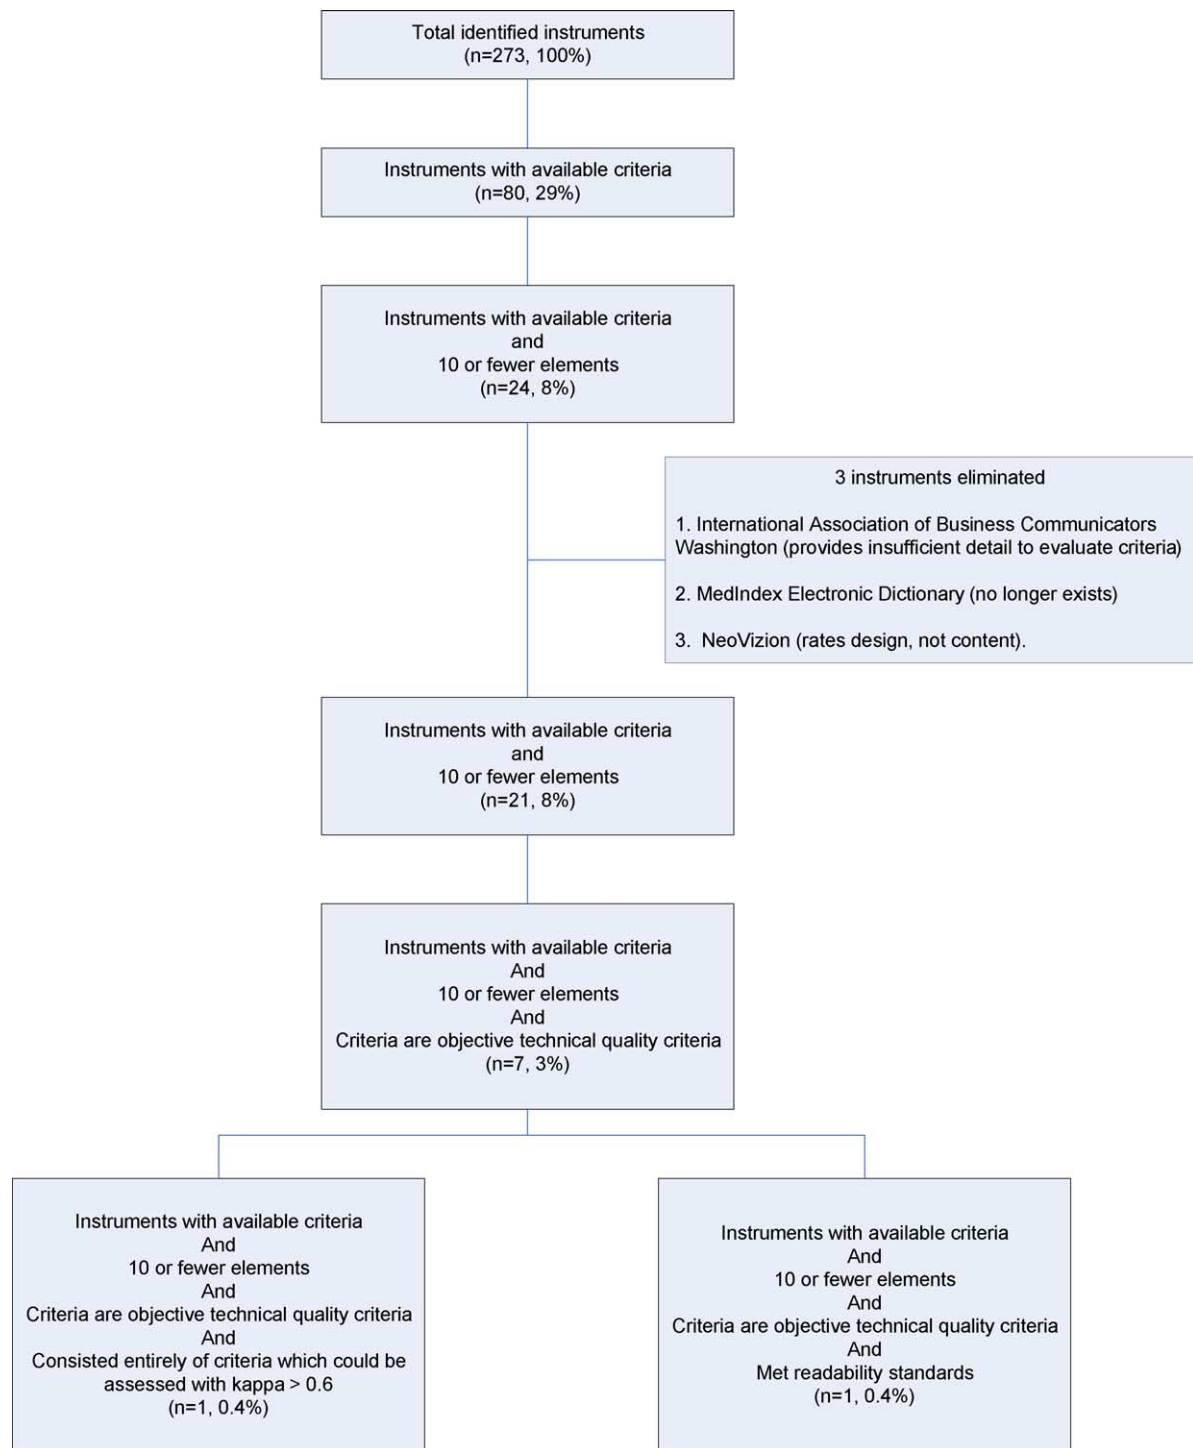 Total identified instruments
(n=273, 100%)
Instruments with available criteria
(n=80, 29%)
Instruments with available criteria
and
10 or fewer elements
(n=24, 8%)
3 instruments eliminated
1. International Association of Business Communicators
Washington (provides insufficient detail to evaluate criteria)
2. MedIndex Electronic Dictionary (no longer exists)
3. NeoVizion (rates design, not content).
Instruments with available criteria
and
10 or fewer elements
(n=21, 8%)
Instruments with available criteria
And
10 or fewer elements
And
Criteria are objective technical quality criteria
(n=7, 3%)
Instruments with available criteria
And
10 or fewer elements
And
Criteria are objective technical quality criteria
And
Consisted entirely of criteria which could be
assessed with kappa > 0.6
(n=1, 0.4%)
Instruments with available criteria
And
10 or fewer elements
And
Criteria are objective technical quality criteria
And
Met readability standards
(n=1, 0.4%)